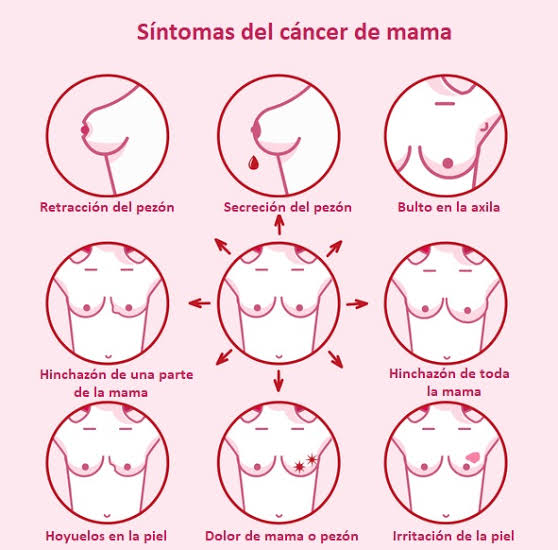 Síntomas del cáncer de mama
Retracción del pezón
Secreción del pezón
Bulto en la axila
Hinchazón de una parte
de la mama
Hinchazón de toda
la mama
Hoyuelos en la piel
Dolor de mama o pezón
Irritación de la piel